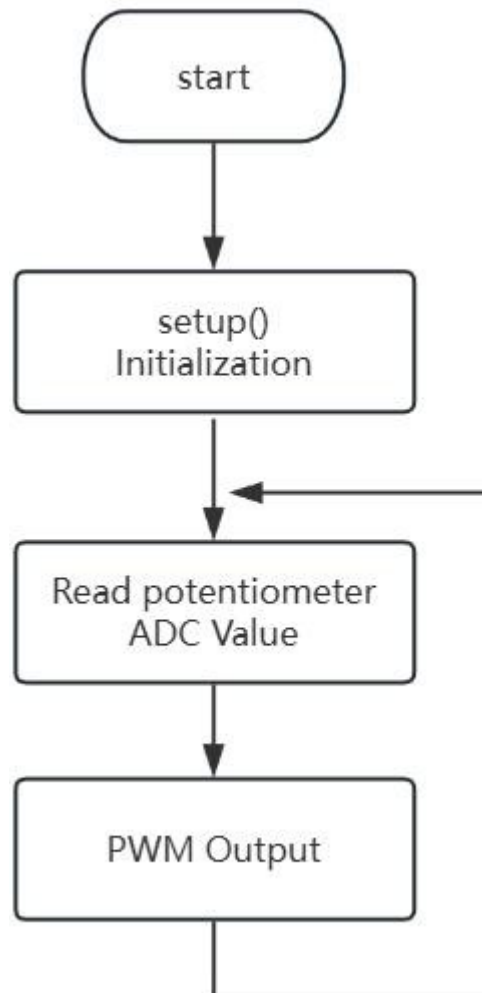 start
setup()
Initialization
Read potentiometer
ADC Value
PWM Output